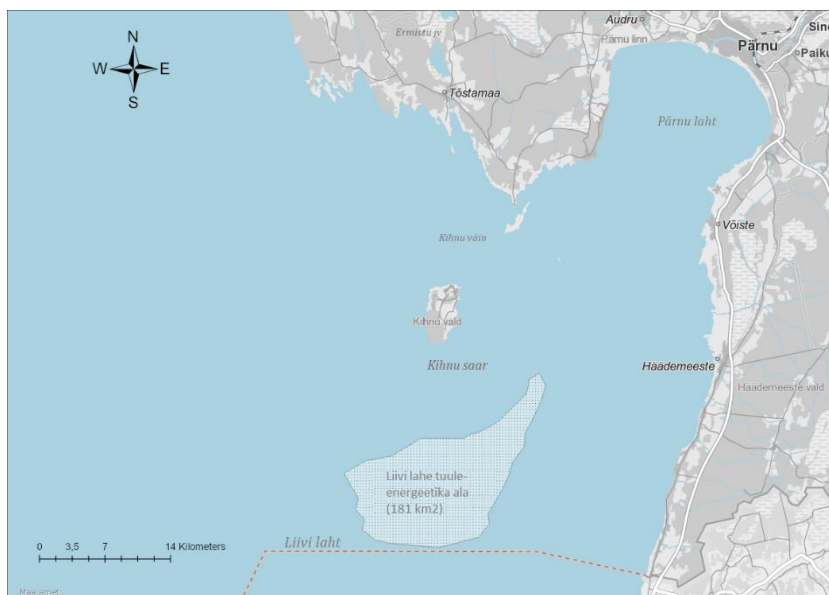 Audru
Sind
Ermistu jv
Pärnu linn
Pärnu
Paiku
N
W E
S
Tõstamaa
Pärnu laht
Võiste
Kihnu väin
Kihnu vald
Kihnu saar
Häädemeeste
Häädemeeste vald
Liivi lahe tuule-
energeetika ala
(181 km2)
Liivi laht
0 3,5 7 14 Kilometers
Maa-amet